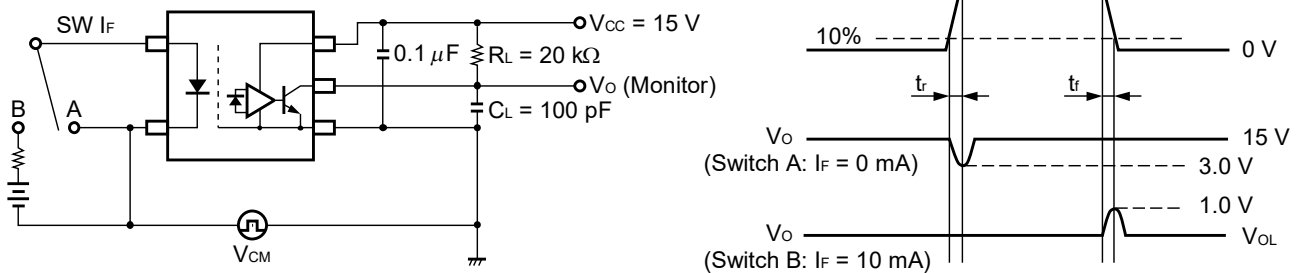 SW IF
VCC = 15 V
0.1 μF
RL = 20 kΩ
VO (Monitor)
CL = 100 pF
B
A
VCM
10%
0 V
tr
tf
VO
15 V
(Switch A: IF = 0 mA)
3.0 V
1.0 V
VO
VOL
(Switch B: IF = 10 mA)